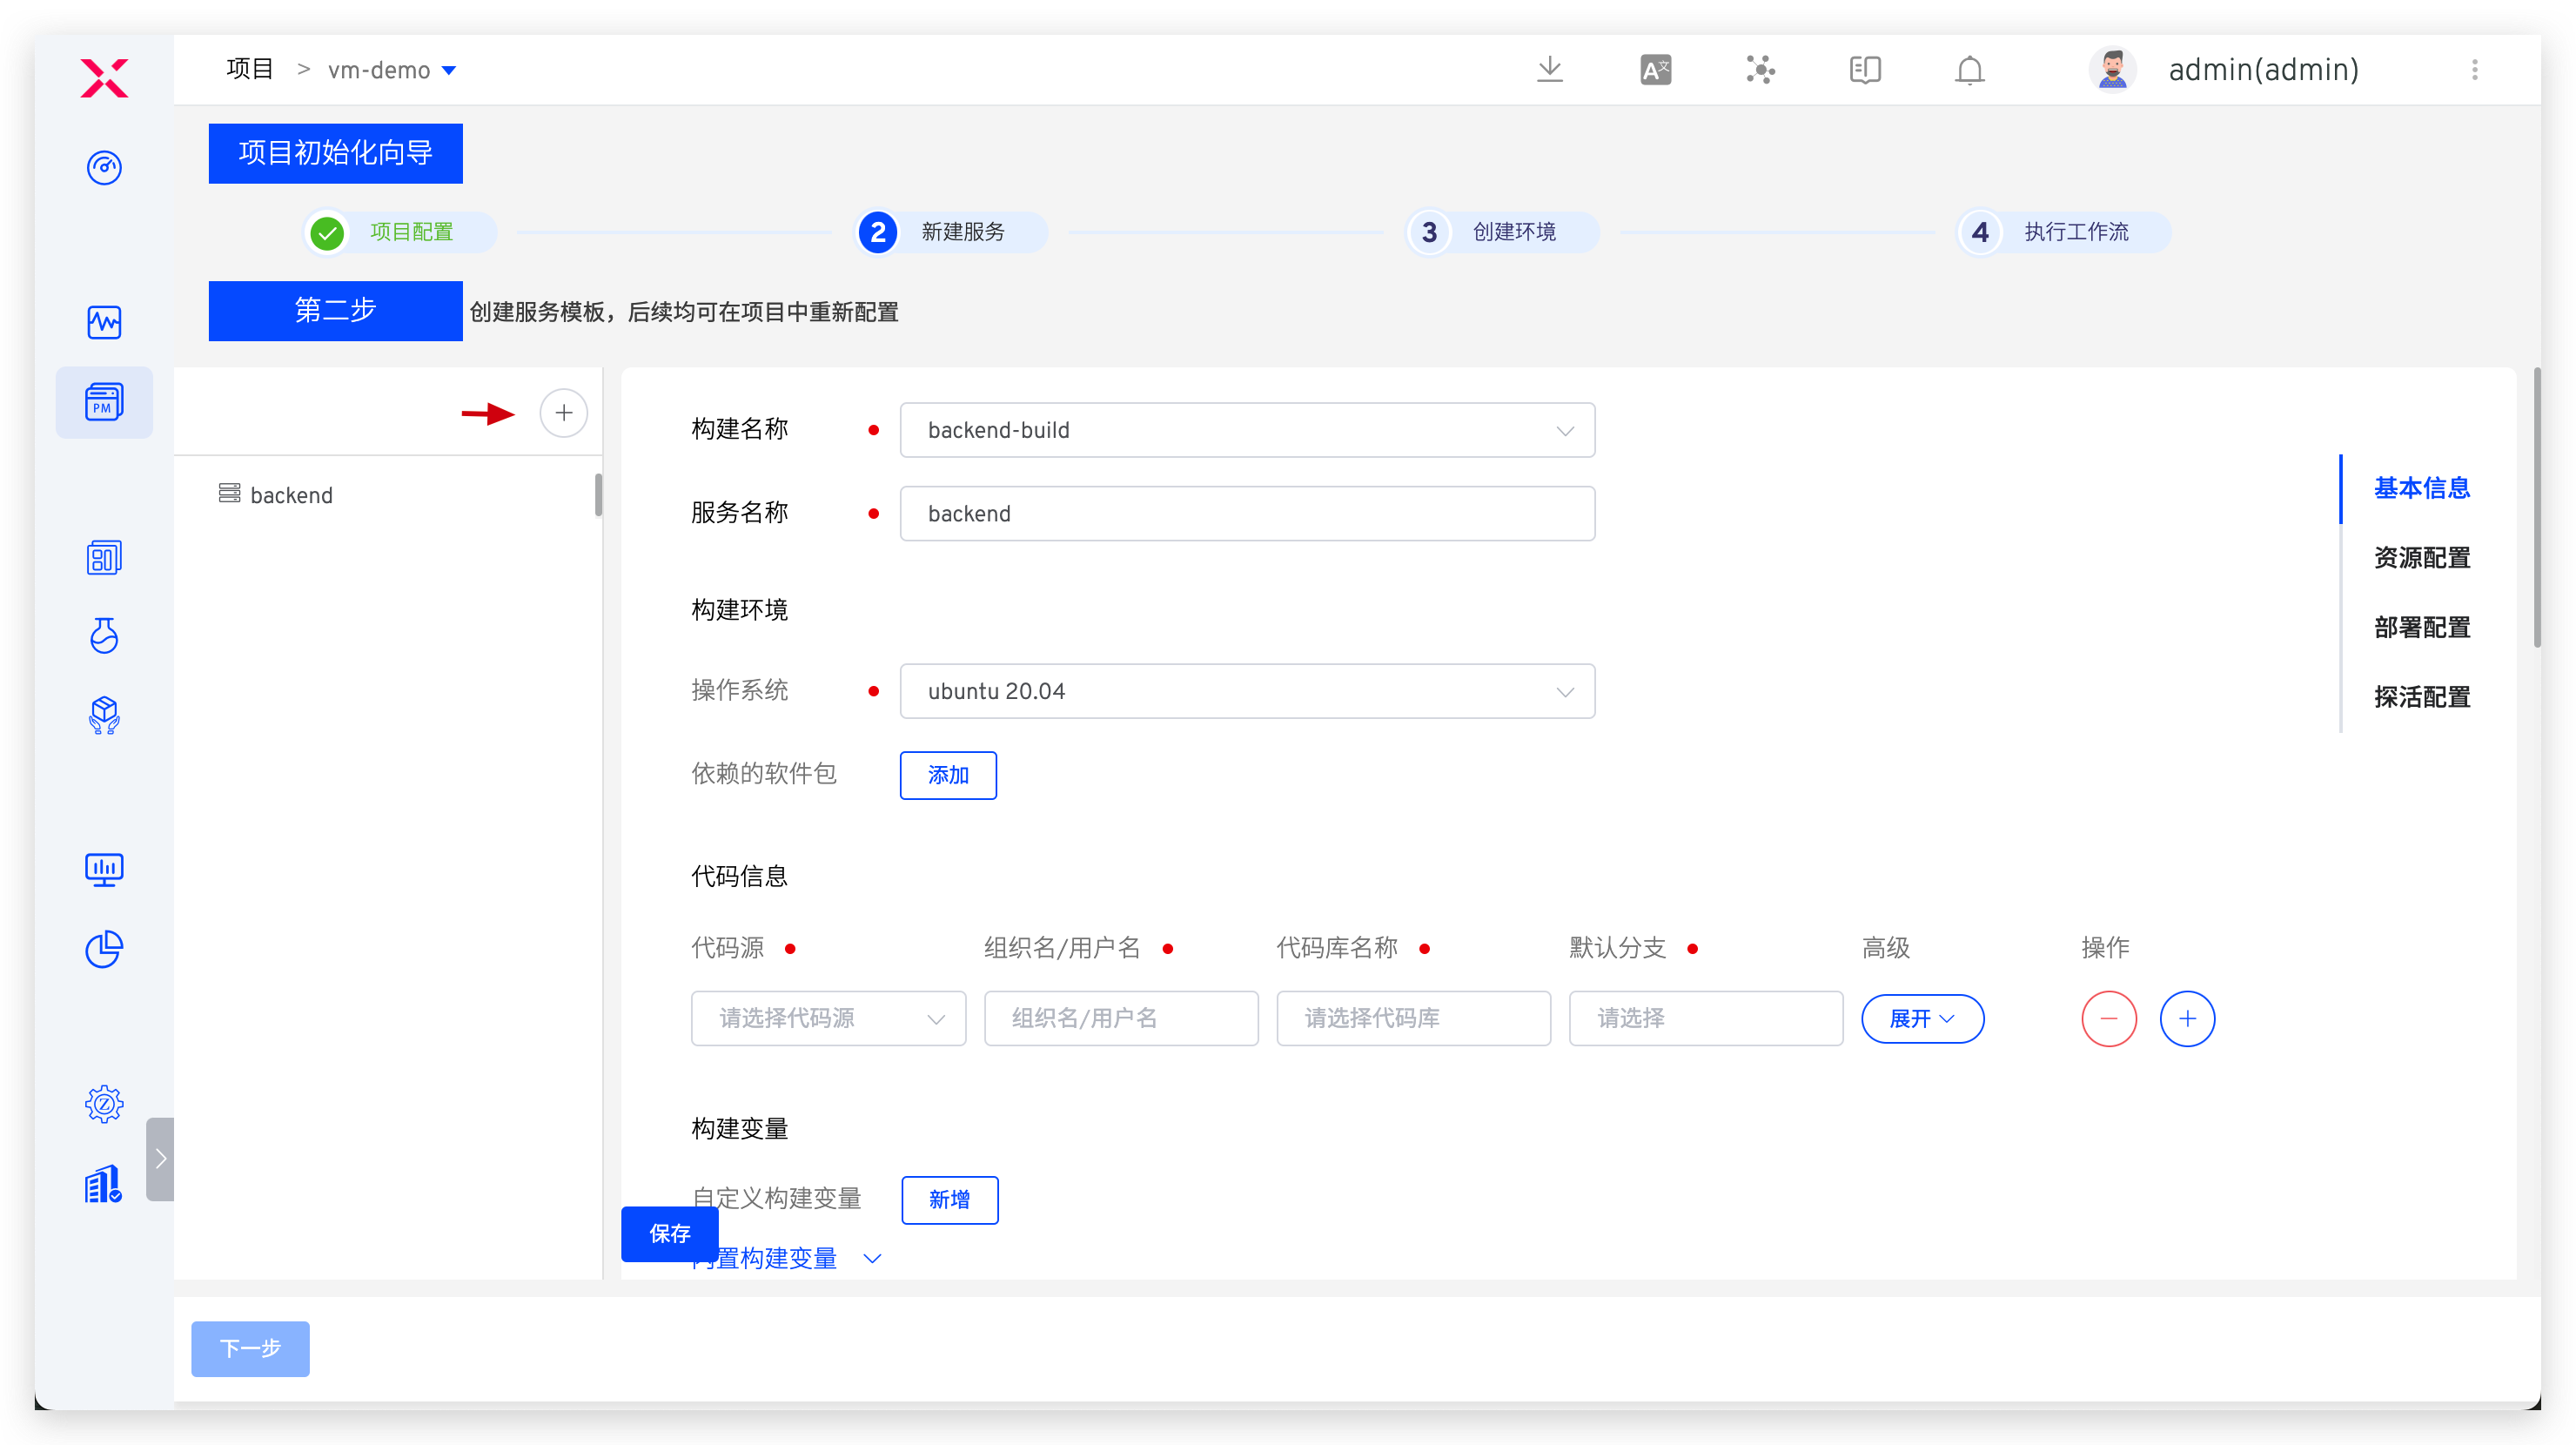 项目 > vm-demo
admin(admin)
项目初始化向导
项目配置
2 新建服务
3 创建环境
4 执行工作流
第二步 创建服务模板，后续均可在项目中重新配置
PM
backend
构建名称 backend-build
服务名称 backend
构建环境
操作系统 ubuntu 20.04
依赖的软件包 添加
代码信息
代码源 组织名/用户名 代码库名称 默认分支 高级 操作
请选择代码源 组织名/用户名 请选择代码库 请选择 展开
构建变量
自定义构建变量 新增
保存
置构建变量
基本信息
资源配置
部署配置
探活配置
下一步